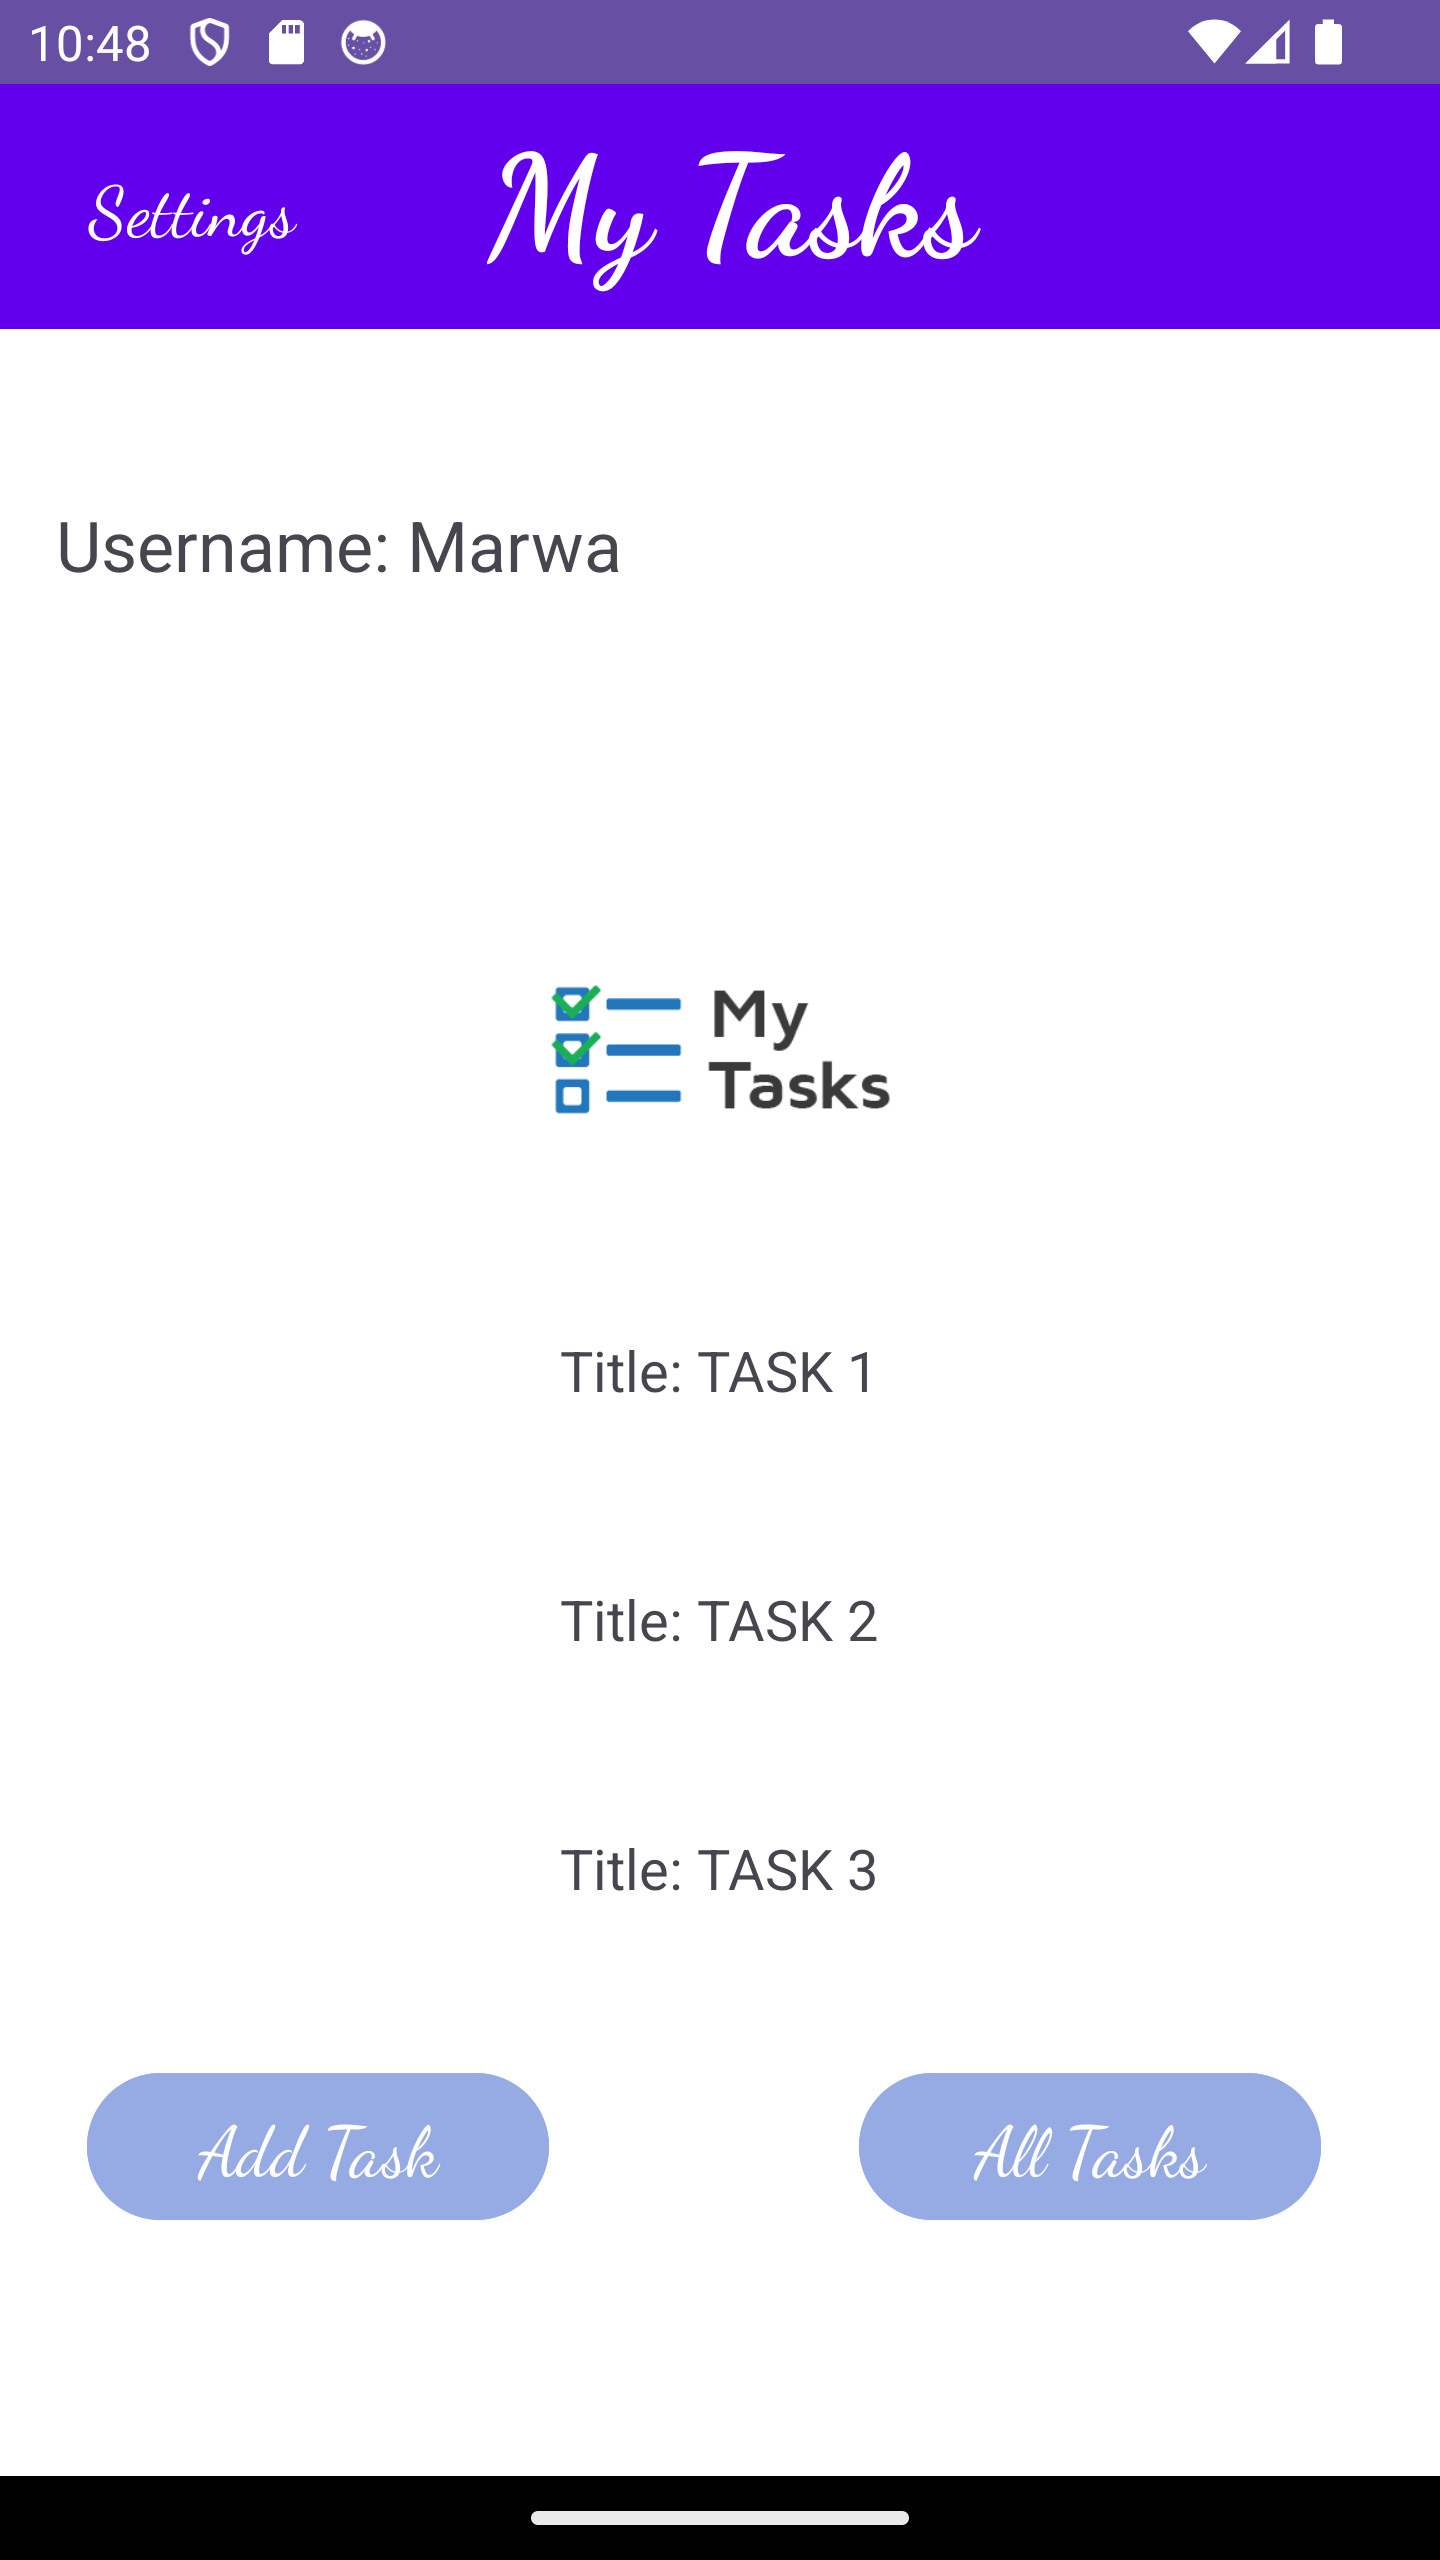 10:48
Settings
My Tasks
Username: Marwa
My
Tasks
Title: TASK 1
Title: TASK 2
Title: TASK 3
Add Task
All Tasks